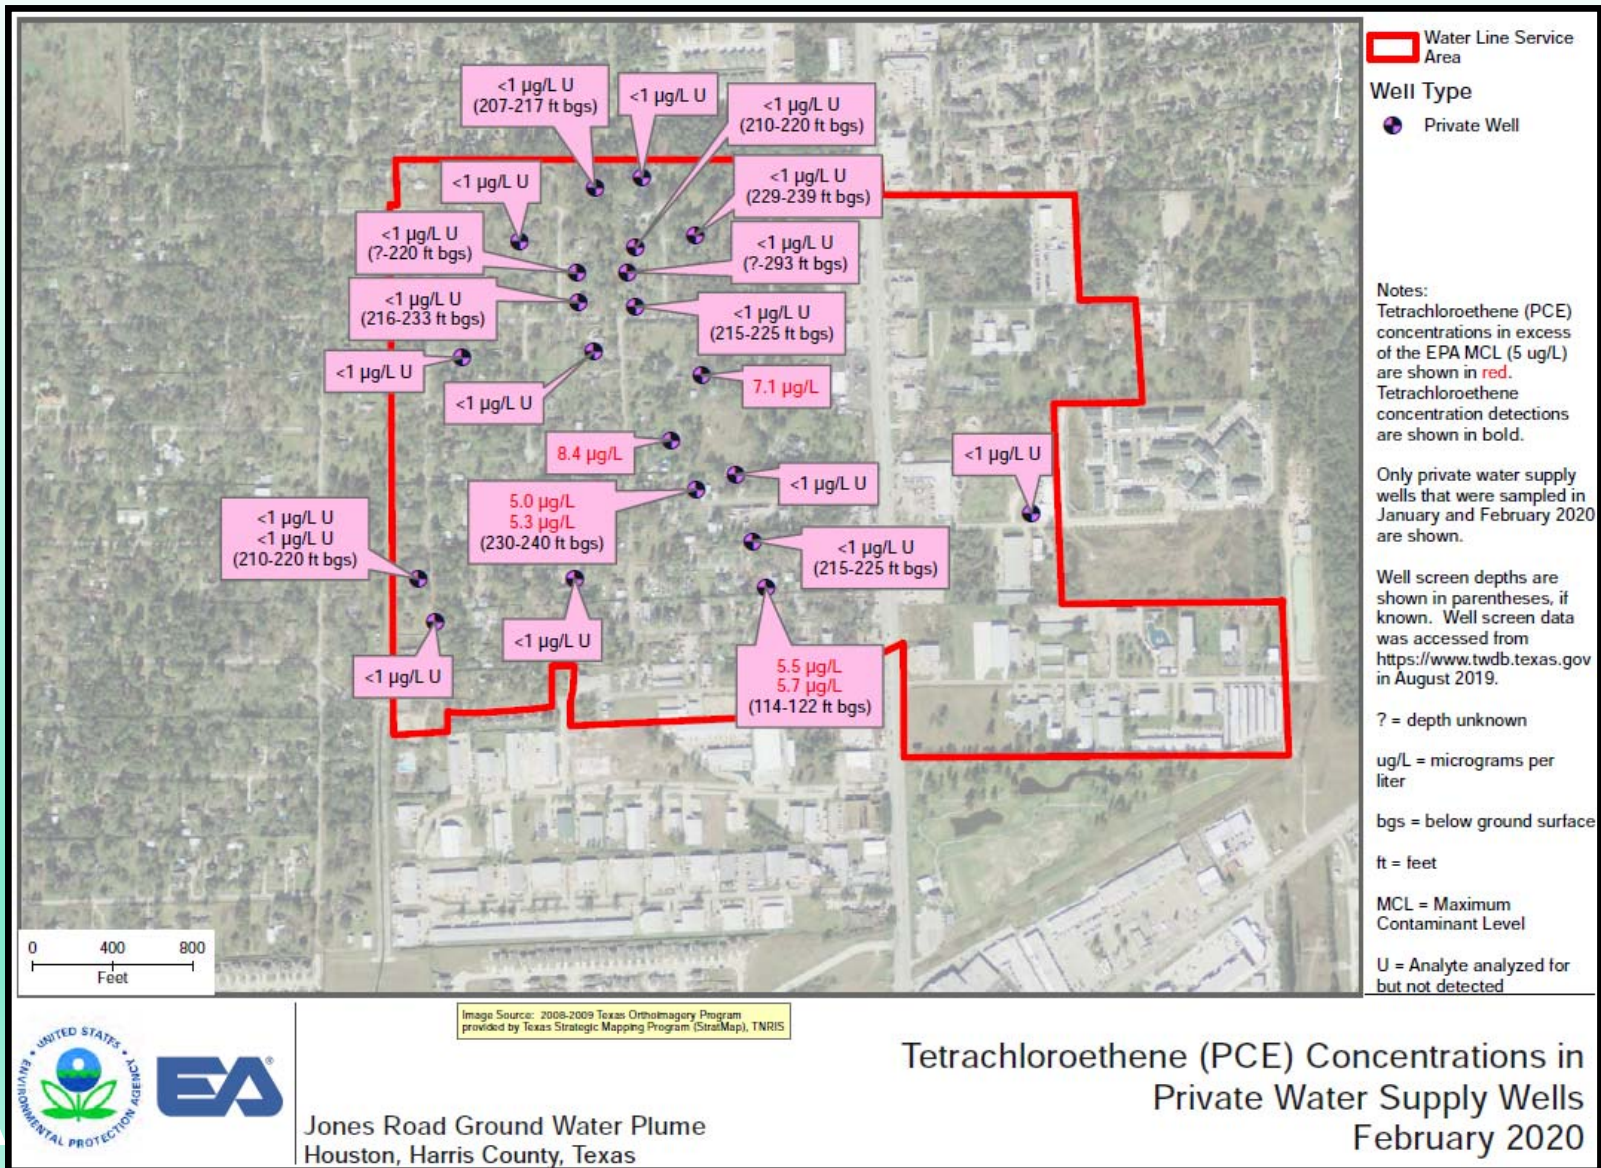 <1 µg/L U
(207-217 ft bgs)
<1 µg/L U
<1 µg/L U
(210-220 ft bgs)
<1 µg/L U
<1 µg/L U
(229-239 ft bgs)
<1 µg/L U
(?-220 ft bgs)
<1 µg/L U
(?-293 ft bgs)
<1 µg/L U
(216-233 ft bgs)
<1 µg/L U
(215-225 ft bgs)
<1 µg/L U
<1 µg/L U
7.1 µg/L
8.4 µg/L
<1 µg/L U
<1 µg/L U
5.0 µg/L
5.3 µg/L
(230-240 ft bgs)
<1 µg/L U
<1 µg/L U
(210-220 ft bgs)
<1 µg/L U
(215-225 ft bgs)
<1 µg/L U
<1 µg/L U
5.5 µg/L
5.7 µg/L
(114-122 ft bgs)
0 400 800
Feet
Water Line Service
Area
Well Type
Private Well
Notes:
Tetrachloroethene (PCE)
concentrations in excess
of the EPA MCL (5 ug/L)
are shown in red.
Tetrachloroethene
concentration detections
are shown in bold.
Only private water supply
wells that were sampled in
January and February 2020
are shown.
Well screen depths are
shown in parentheses, if
known. Well screen data
was accessed from
https://www.twdb.texas.gov
in August 2019.
? = depth unknown
ug/L = micrograms per
liter
bgs = below ground surface
ft = feet
MCL = Maximum
Contaminant Level
U = Analyte analyzed for
but not detected
Image Source: 2008-2009 Texas Orthoimagery Program
provided by Texas Strategic Mapping Program (StratMap), TNRIS
UNITED STATES
ENVIRONMENTAL PROTECTION AGENCY
EA®
Jones Road Ground Water Plume
Houston, Harris County, Texas
Tetrachloroethene (PCE) Concentrations in
Private Water Supply Wells
February 2020